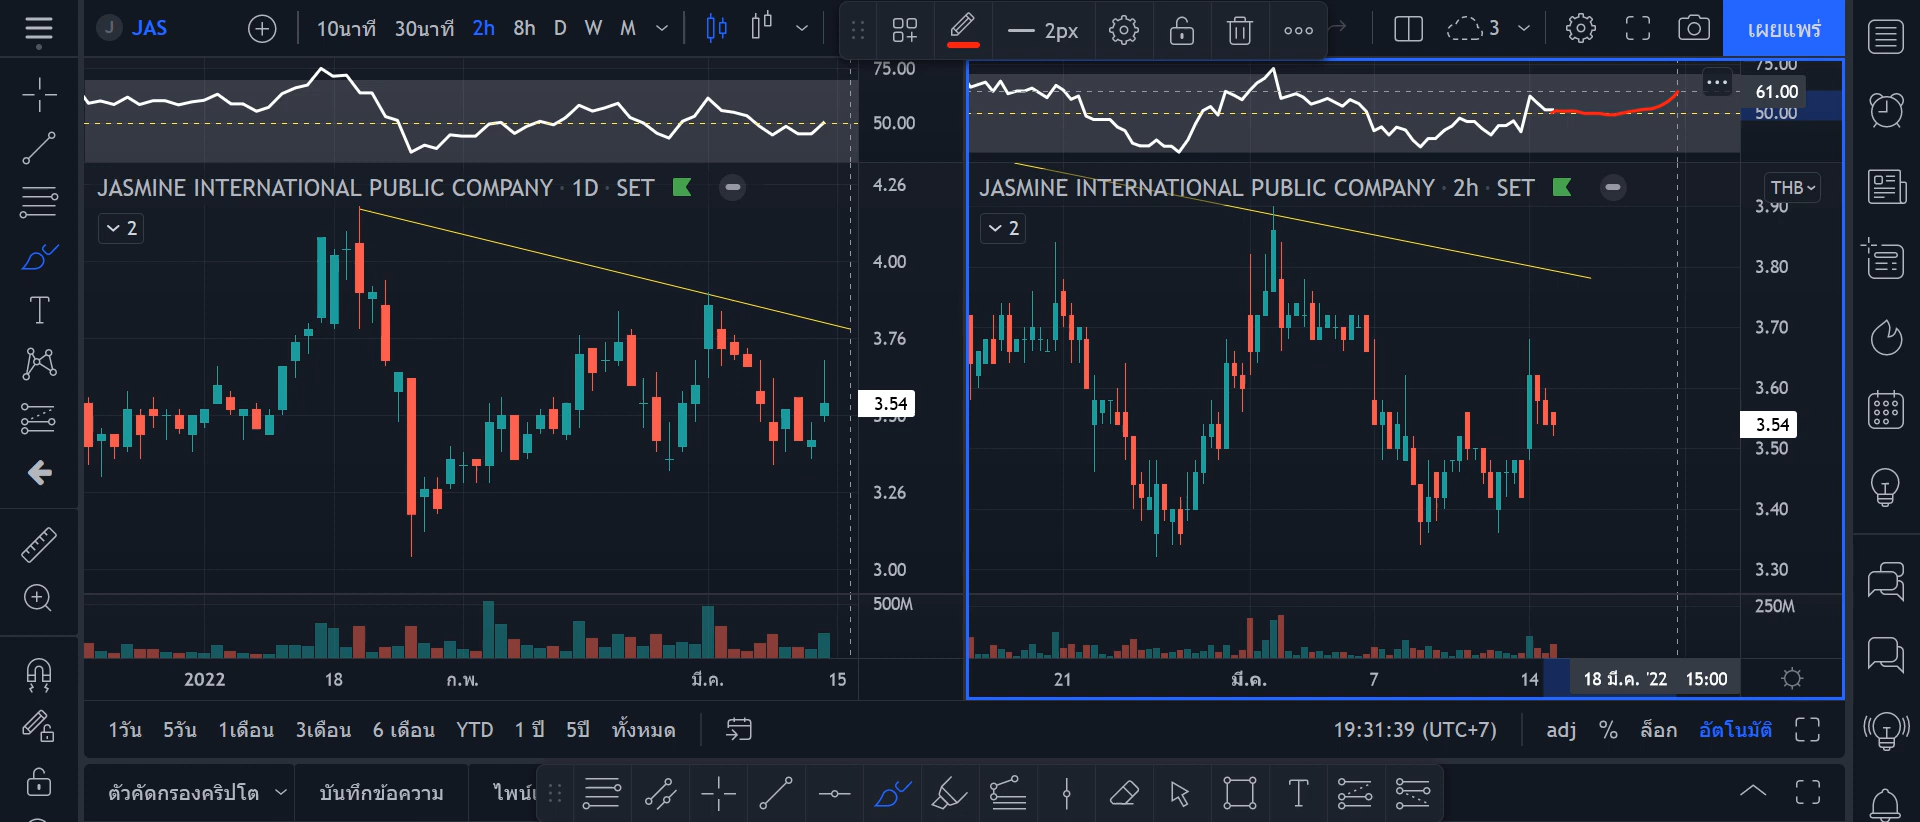 J JAS 10นาที 30นาที 2h 8h D W M 2px 3 เผยแพร่
75.00
50.00
JASMINE INTERNATIONAL PUBLIC COMPANY · 1D · SET
2
4.26
4.00
3.76
3.54
3.50
3.26
3.00
500M
2022 18 ก.พ. มี.ค. 15
75.00
61.00
50.00
JASMINE INTERNATIONAL PUBLIC COMPANY · 2h · SET
THB
2
3.90
3.80
3.70
3.60
3.54
3.50
3.40
3.30
250M
21 มี.ค. 7 14 18 มี.ค. '22 15:00
1วัน 5วัน 1เดือน 3เดือน 6 เดือน YTD 1 ปี 5ปี ทั้งหมด 19:31:39 (UTC+7) adj % ล็อก อัตโนมัติ
ตัวคัดกรองคริปโต บันทึกข้อความ